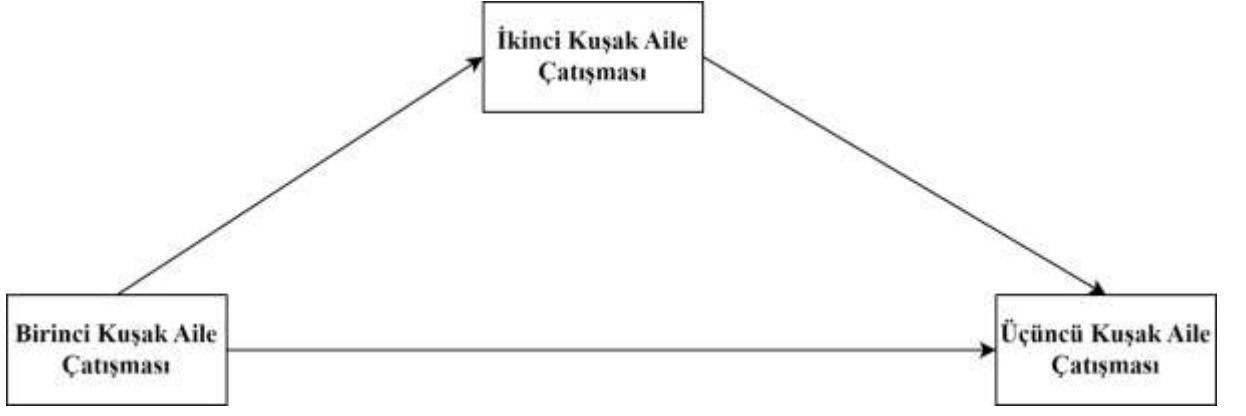 İkinci Kuşak Aile
Çatışması
Birinci Kuşak Aile
Çatışması
Üçüncü Kuşak Aile
Çatışması